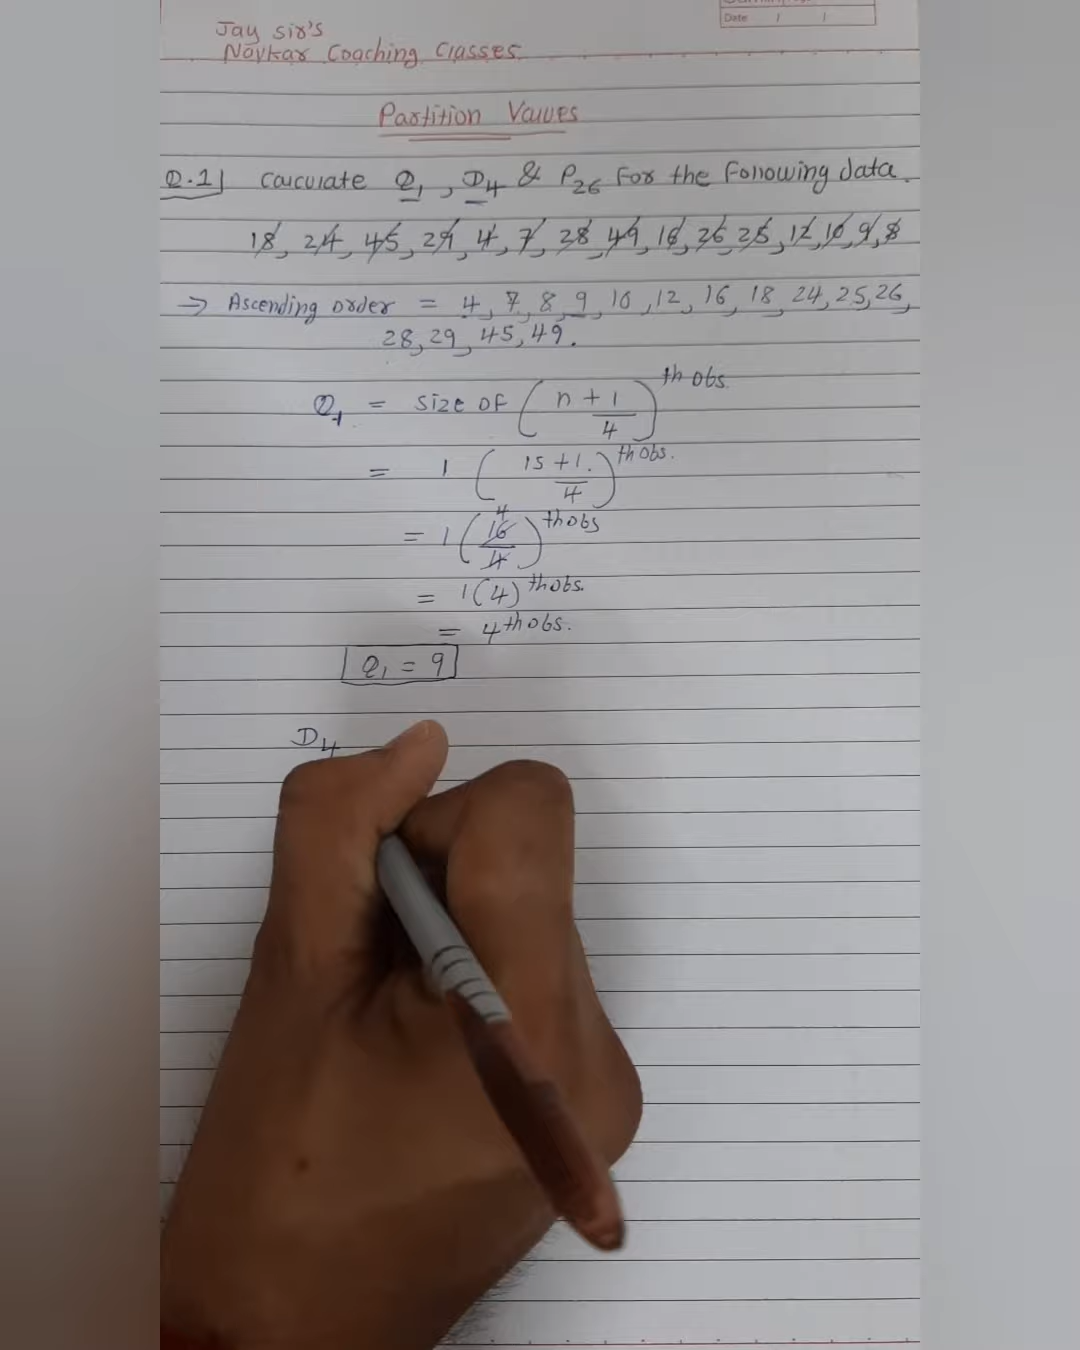 Date / /
Jay Sir's
Navkar Coaching Classes
Partition Values
Q.1] Calculate Q₁, D₄ & P₂₆ For the Following data.
18, 24, 45, 29, 4, 7, 28, 49, 16, 26, 25, 12, 10, 9, 8
→ Ascending order = 4, 7, 8, 9, 10, 12, 16, 18, 24, 25, 26,
28, 29, 45, 49.
Q₁ = Size OF (n + 1 / 4) th obs.
= 1 (15 + 1. / 4) th obs.
= 1 (16 / 4) 4 th obs
= 1(4) th obs.
= 4 th obs.
Q₁ = 9
D₄